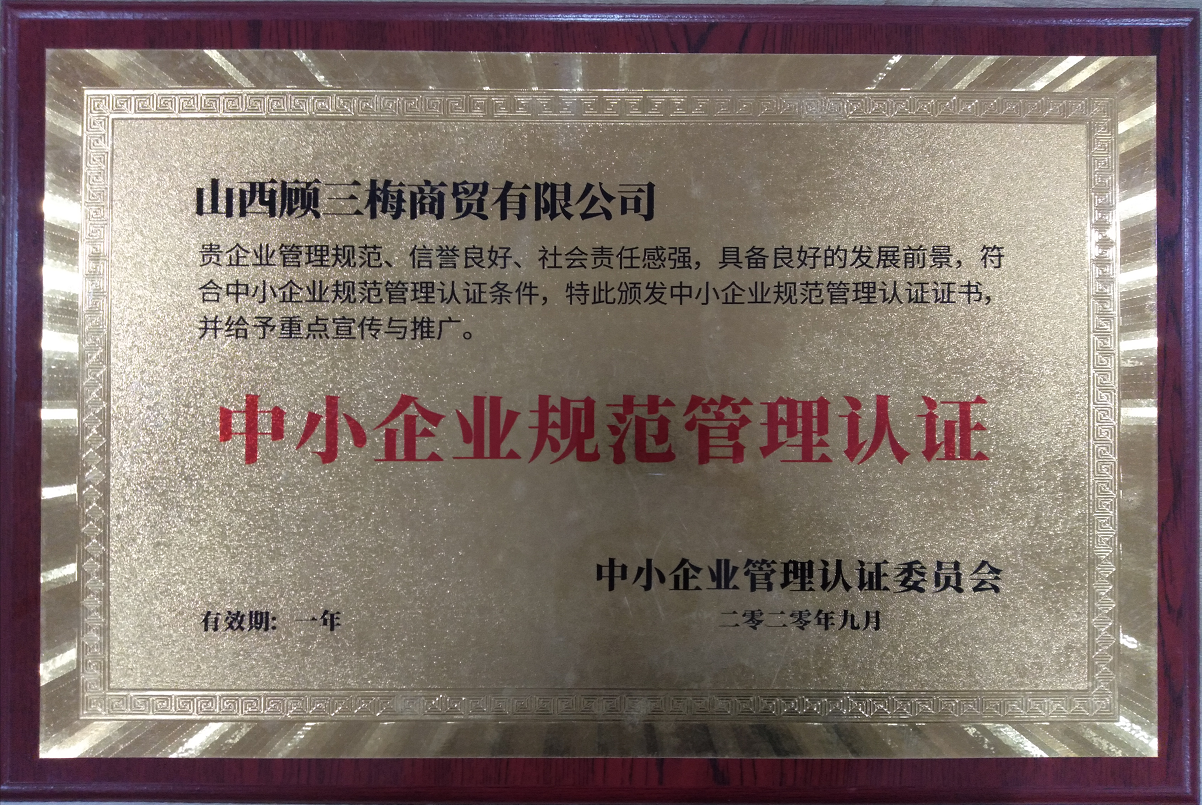 山西顾三梅商贸有限公司
贵企业管理规范、信誉良好、社会责任感强，具备良好的发展前景，符
合中小企业规范管理认证条件，特此颁发中小企业规范管理认证证书，
并给予重点宣传与推广。
中小企业规范管理认证
中小企业管理认证委员会
有效期：一年
二零二零年九月